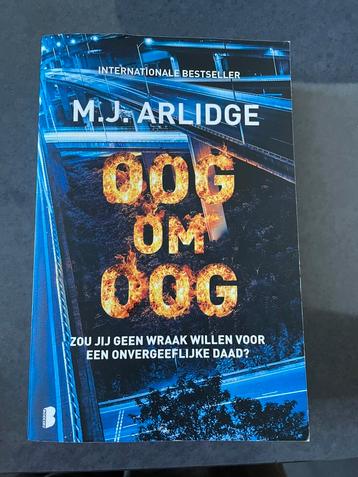 INTERNATIONALE BESTSELLER
M.J. ARLIDGE
OOG
OM
OOG
ZOU JIJ GEEN WRAAK WILLEN VOOR
EEN ONVERGEEFLIJKE DAAD?